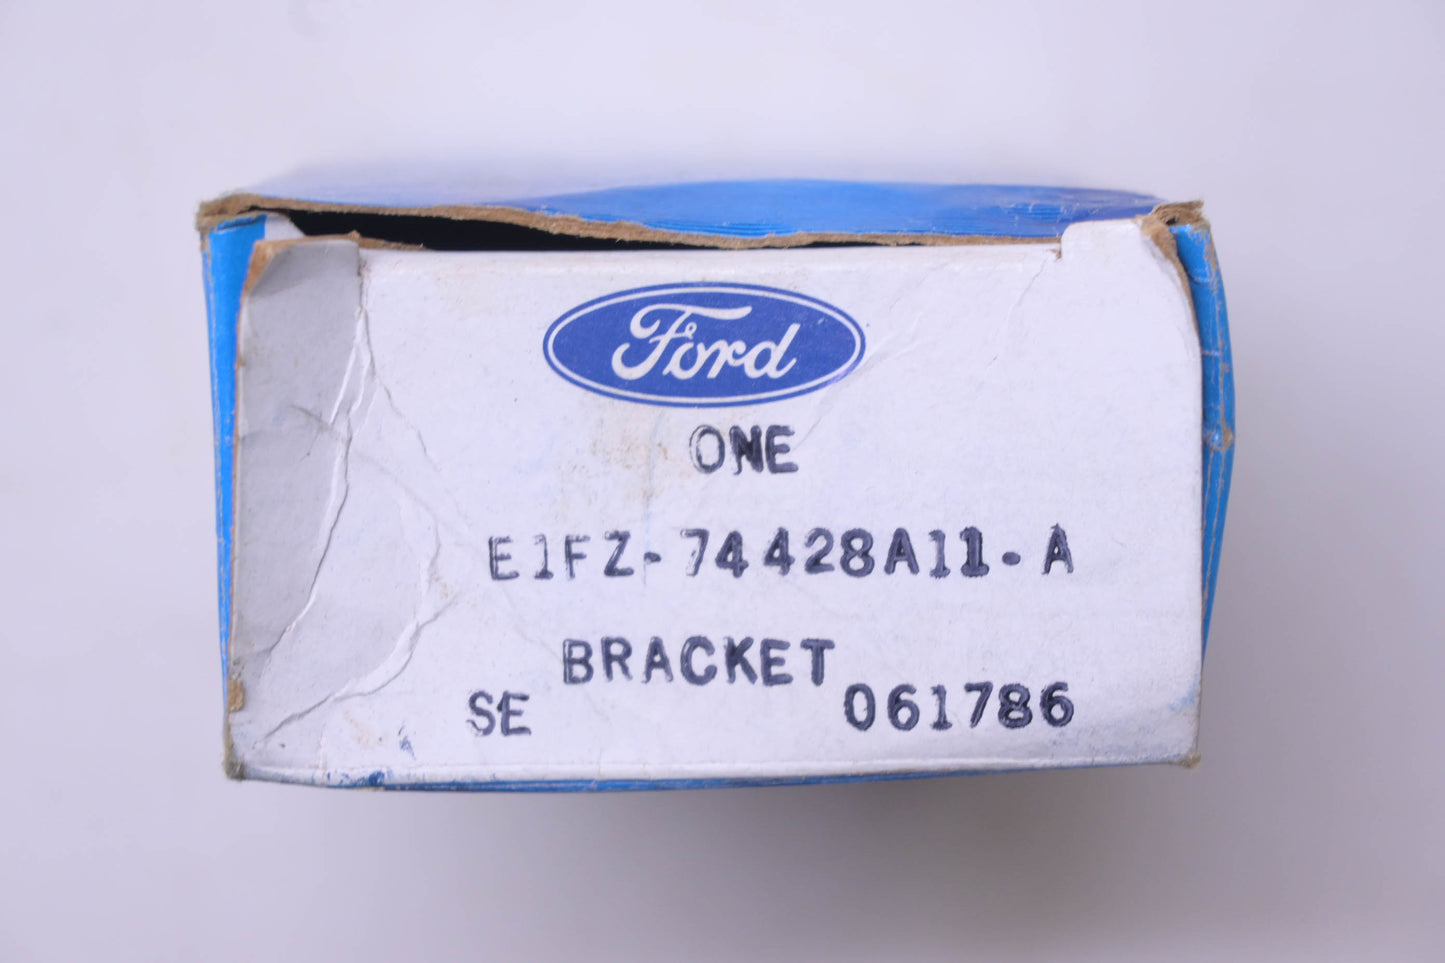 Ford
ONE
E1FZ-74428A11-A
BRACKET
SE 061786